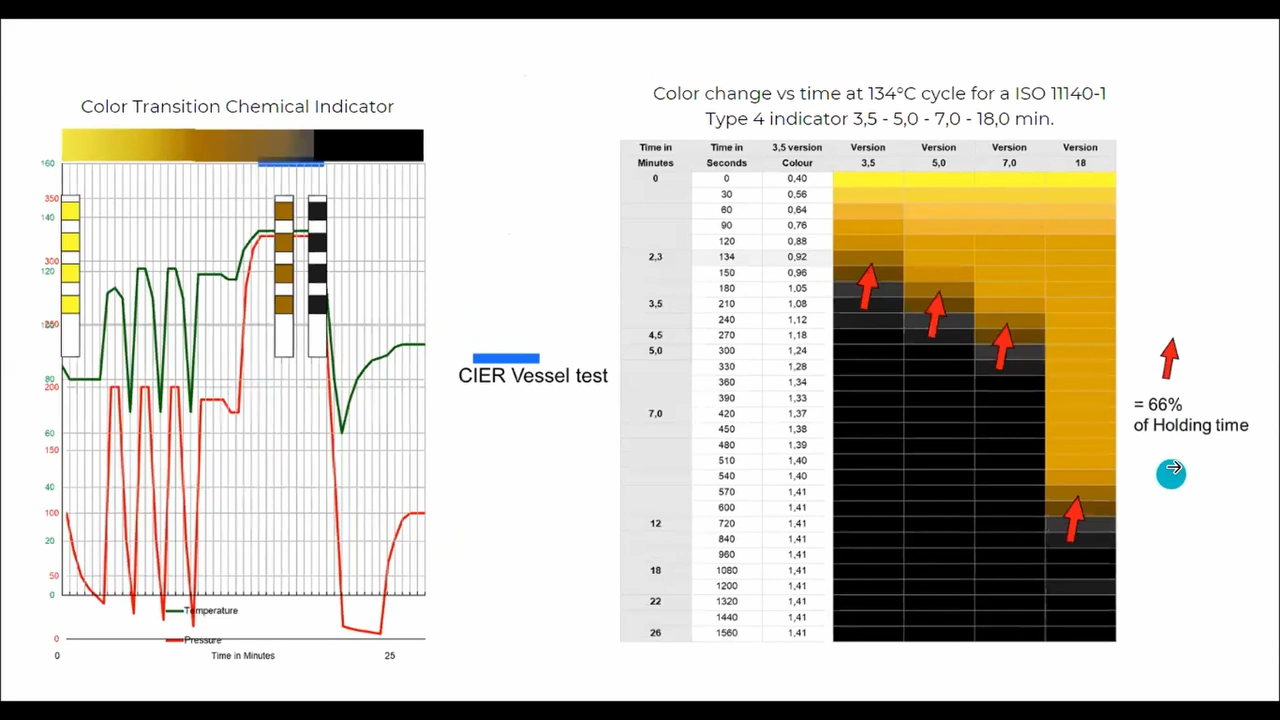 Color Transition Chemical Indicator
160
350
140
300
120
100
250
80
200
60
150
40
100
20
50
0
0
Temperature
Pressure
0
Time in Minutes
25
CIER Vessel test
Color change vs time at 134°C cycle for a ISO 11140-1
Type 4 indicator 3,5 - 5,0 - 7,0 - 18,0 min.
Time in Time in 3,5 version Version Version Version Version
Minutes Seconds Colour 3,5 5,0 7,0 18
0 0 0,40
30 0,56
60 0,64
90 0,76
120 0,88
2,3 134 0,92
150 0,96
180 1,05
3,5 210 1,08
240 1,12
4,5 270 1,18
5,0 300 1,24
330 1,28
360 1,34
390 1,33
7,0 420 1,37
450 1,38
480 1,39
510 1,40
540 1,40
570 1,41
600 1,41
12 720 1,41
840 1,41
960 1,41
18 1080 1,41
1200 1,41
22 1320 1,41
1440 1,41
26 1560 1,41
= 66%
of Holding time